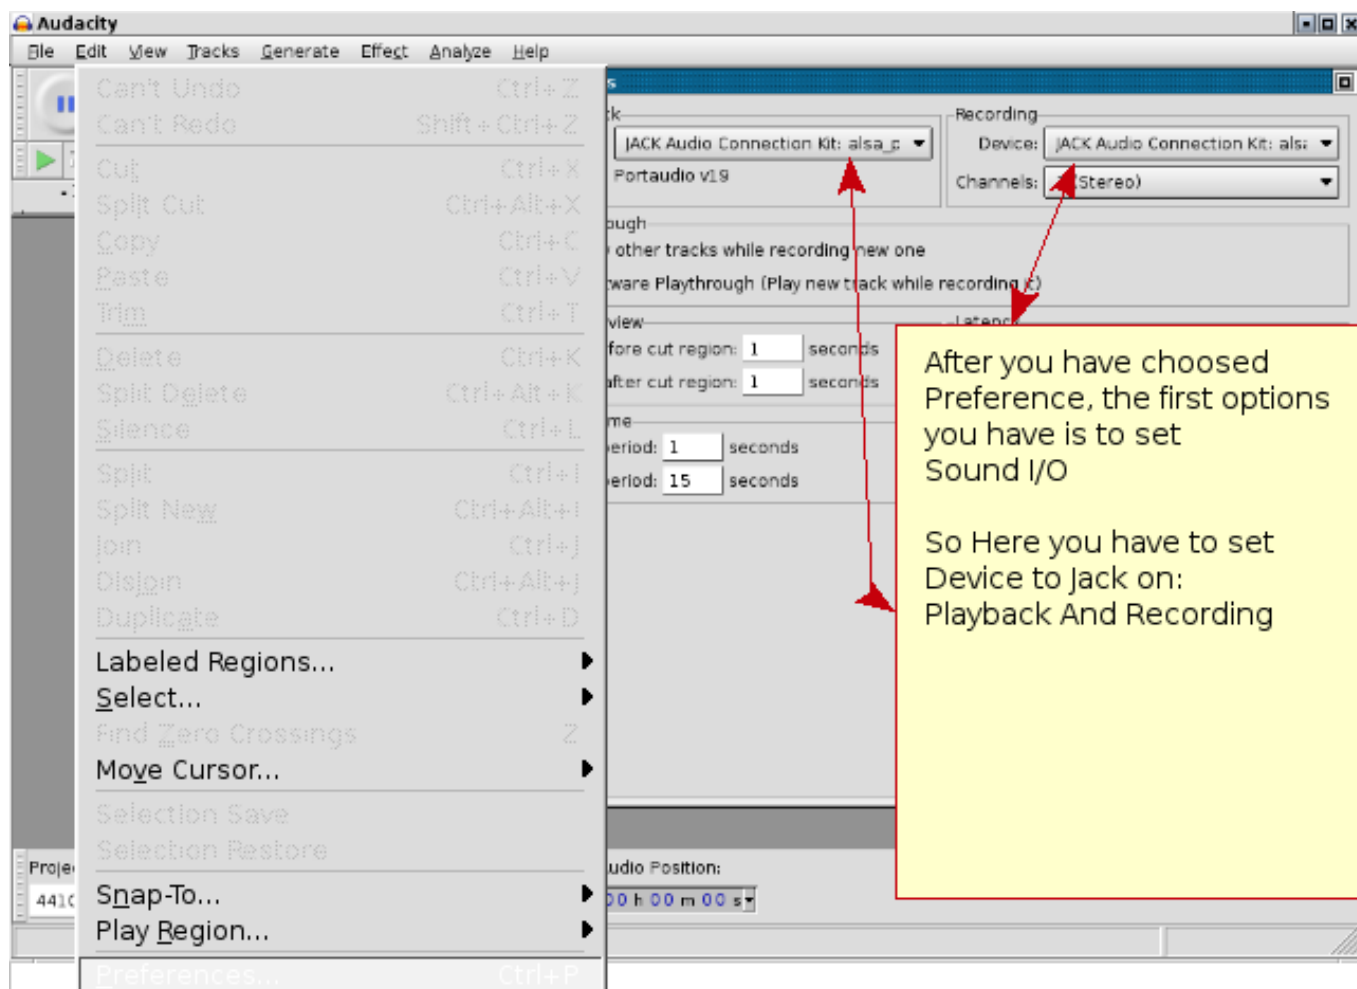 Audacity
File Edit View Tracks Generate Effect Analyze Help
Can't Undo Ctrl+Z
Can't Redo Shift+Ctrl+Z
Cut Ctrl+X
Split Cut Ctrl+Alt+X
Copy Ctrl+C
Paste Ctrl+V
Trim Ctrl+T
Delete Ctrl+K
Split Delete Ctrl+Alt+K
Silence Ctrl+L
Split Ctrl+I
Split New Ctrl+Alt+I
Join Ctrl+J
Disjoin Ctrl+Alt+J
Duplicate Ctrl+D
Labeled Regions...
Select...
Find Zero Crossings Z
Move Cursor...
Selection Save
Selection Restore
Snap-To...
Play Region...
Preferences... Ctrl+P
JACK Audio Connection Kit: alsa_p
Portaudio v19
Recording
Device: JACK Audio Connection Kit: alsa
Channels: (Stereo)
other tracks while recording new one
Playthrough (Play new track while recording it)
cut region: 1 seconds
after cut region: 1 seconds
Latency
period: 1 seconds
period: 15 seconds
After you have choosed
Preference, the first options
you have is to set
Sound I/O
So Here you have to set
Device to Jack on:
Playback And Recording
Audio Position:
00 h 00 m 00 s